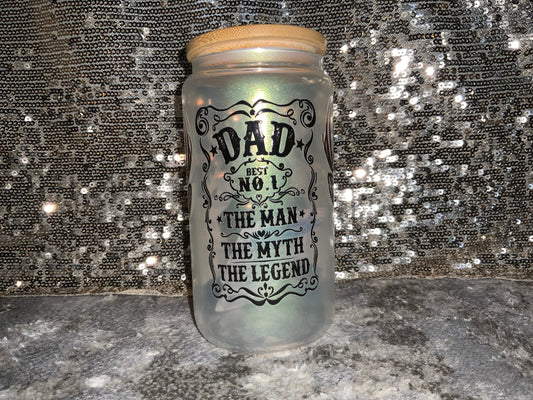 DAD
BEST
NO.1
THE MAN
THE MYTH
THE LEGEND